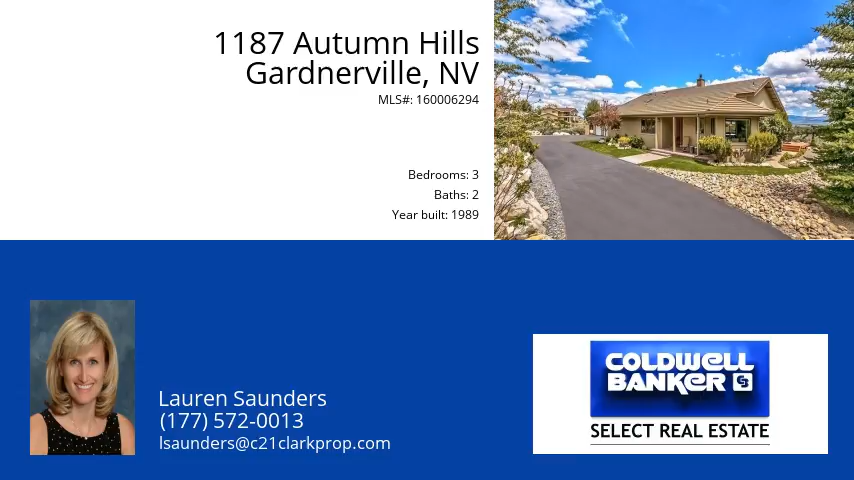 1187 Autumn Hills
Gardnerville, NV
MLS#: 160006294
Bedrooms: 3
Baths: 2
Year built: 1989
Lauren Saunders
(177) 572-0013
lsaunders@c21clarkprop.com
COLDWELL
BANKER CB
SELECT REAL ESTATE